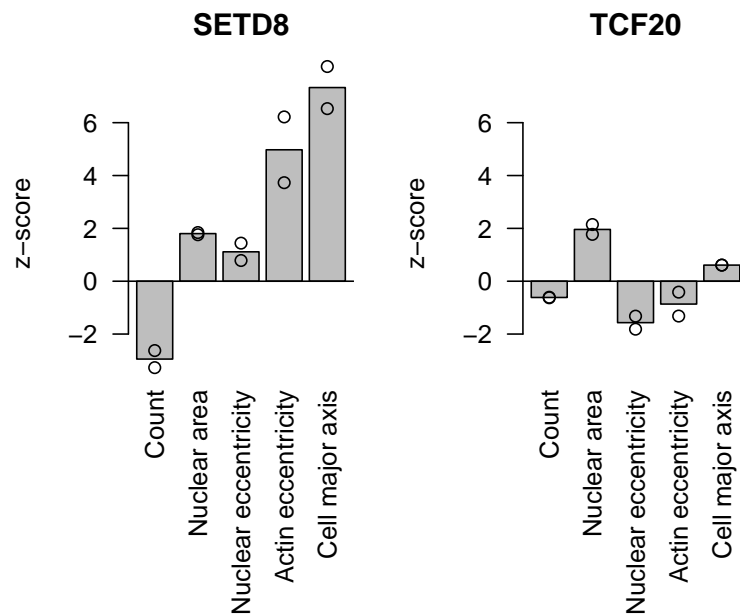 SETD8
TCF20
z−score
6
4
2
0
−2
Count
Nuclear area
Nuclear eccentricity
Actin eccentricity
Cell major axis
z−score
6
4
2
0
−2
Count
Nuclear area
Nuclear eccentricity
Actin eccentricity
Cell major axis